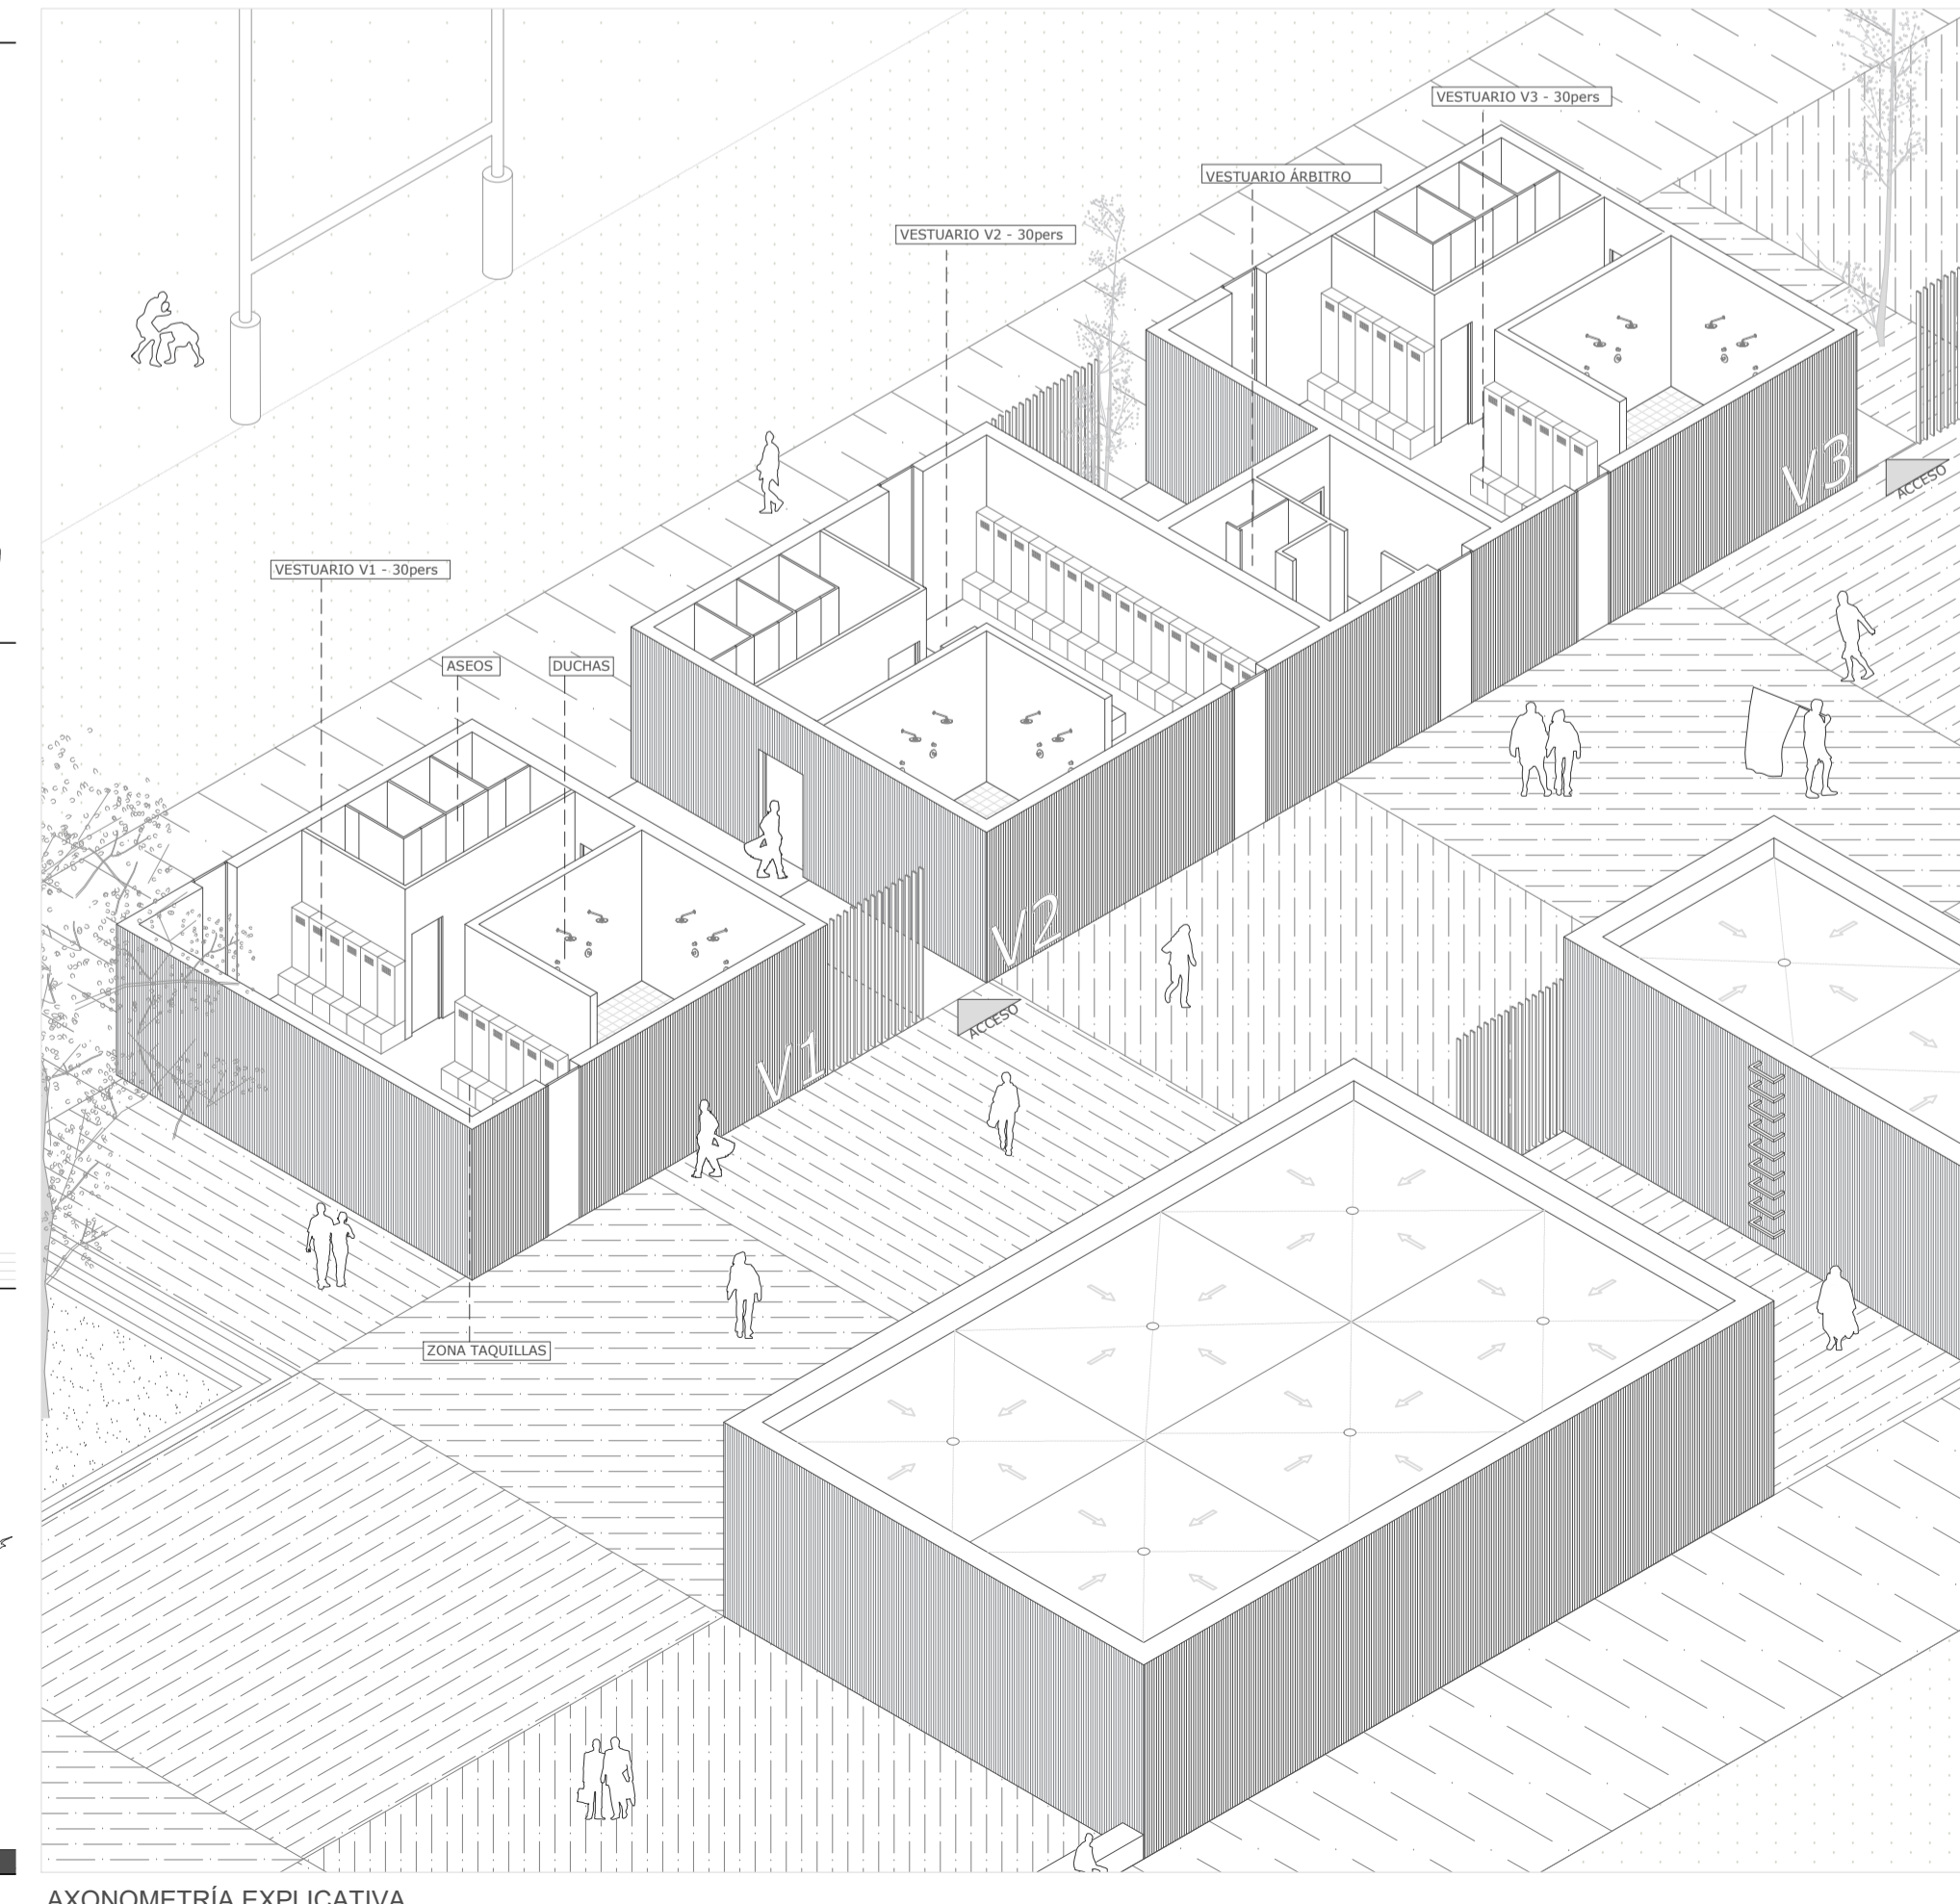 VESTUARIO V3 - 30pers
VESTUARIO ÁRBITRO
VESTUARIO V2 - 30pers
V3
ACCESO
VESTUARIO V1 - 30pers
ASEOS
DUCHAS
V2
ACCESO
V1
ZONA TAQUILLAS
AXONOMETRÍA EXPLICATIVA